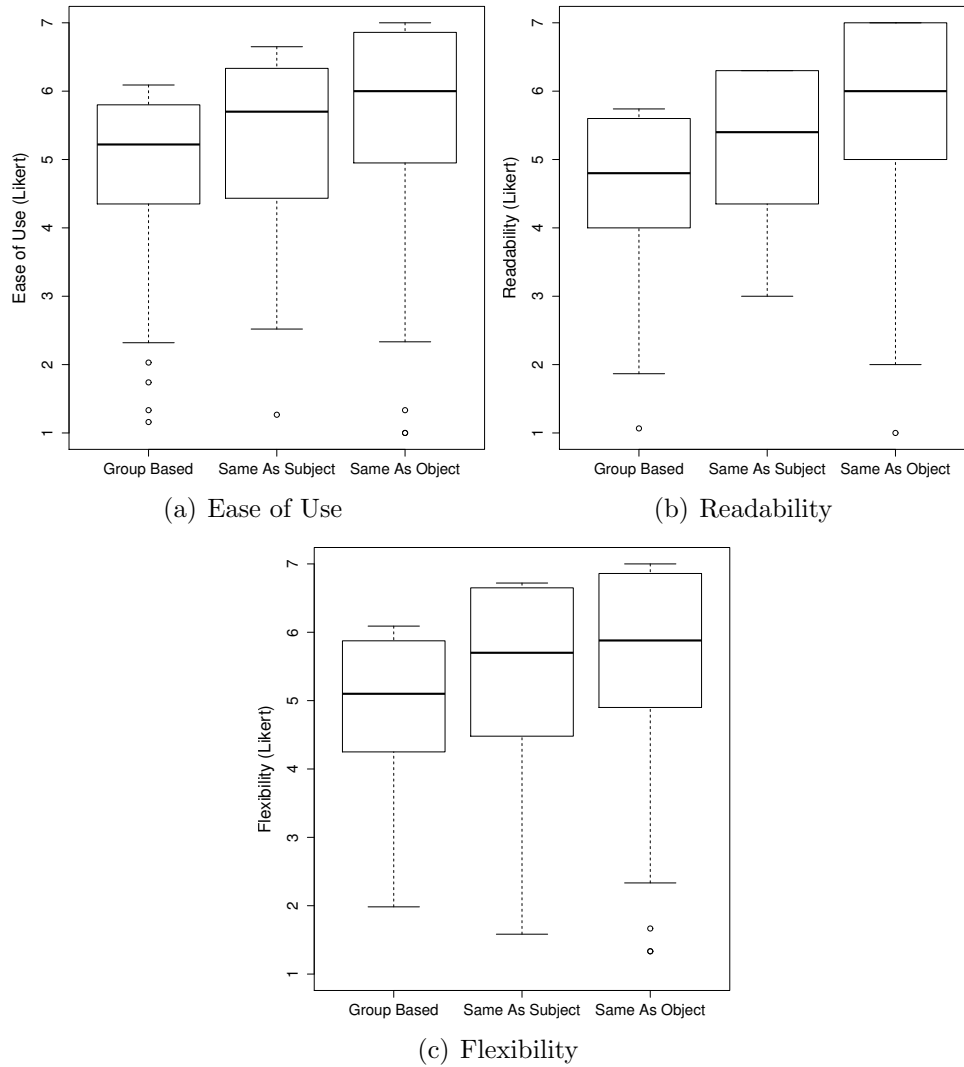 Ease of Use (Likert)
7
6
5
4
3
2
1
Group Based Same As Subject Same As Object
(a) Ease of Use
Readability (Likert)
7
6
5
4
3
2
1
Group Based Same As Subject Same As Object
(b) Readability
Flexibility (Likert)
7
6
5
4
3
2
1
Group Based Same As Subject Same As Object
(c) Flexibility